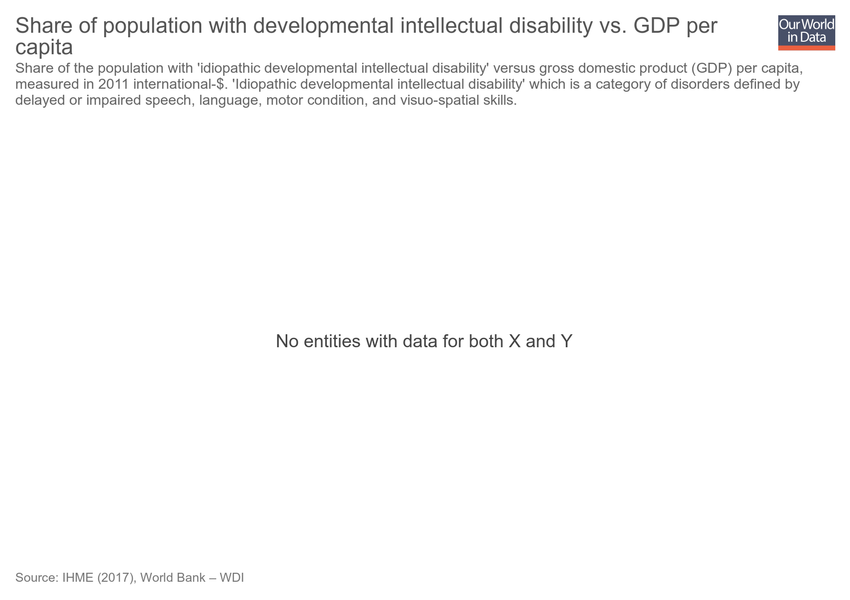 Share of population with developmental intellectual disability vs. GDP per
capita
Our World
in Data
Share of the population with 'idiopathic developmental intellectual disability' versus gross domestic product (GDP) per capita,
measured in 2011 international-$. 'Idiopathic developmental intellectual disability' which is a category of disorders defined by
delayed or impaired speech, language, motor condition, and visuo-spatial skills.
No entities with data for both X and Y
Source: IHME (2017), World Bank – WDI